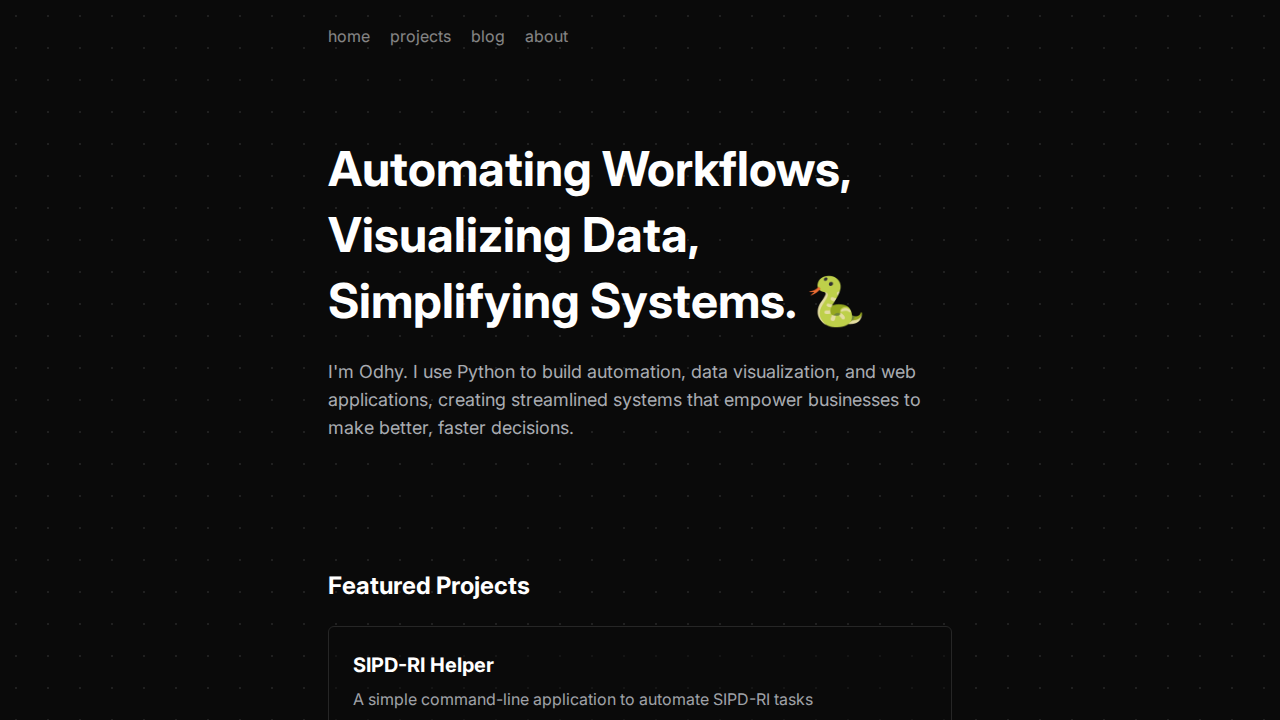 home projects blog about
Automating Workflows,
Visualizing Data,
Simplifying Systems. 🐍
I'm Odhy. I use Python to build automation, data visualization, and web
applications, creating streamlined systems that empower businesses to
make better, faster decisions.
Featured Projects
SIPD-RI Helper
A simple command-line application to automate SIPD-RI tasks